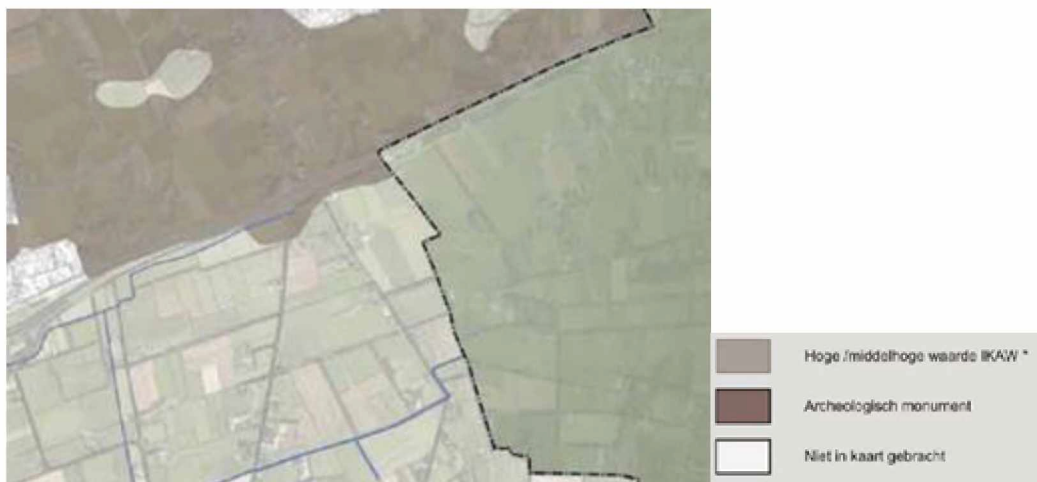 Hoge /middelhoge waarde IKAW *
Archeologisch monument
Niet in kaart gebracht